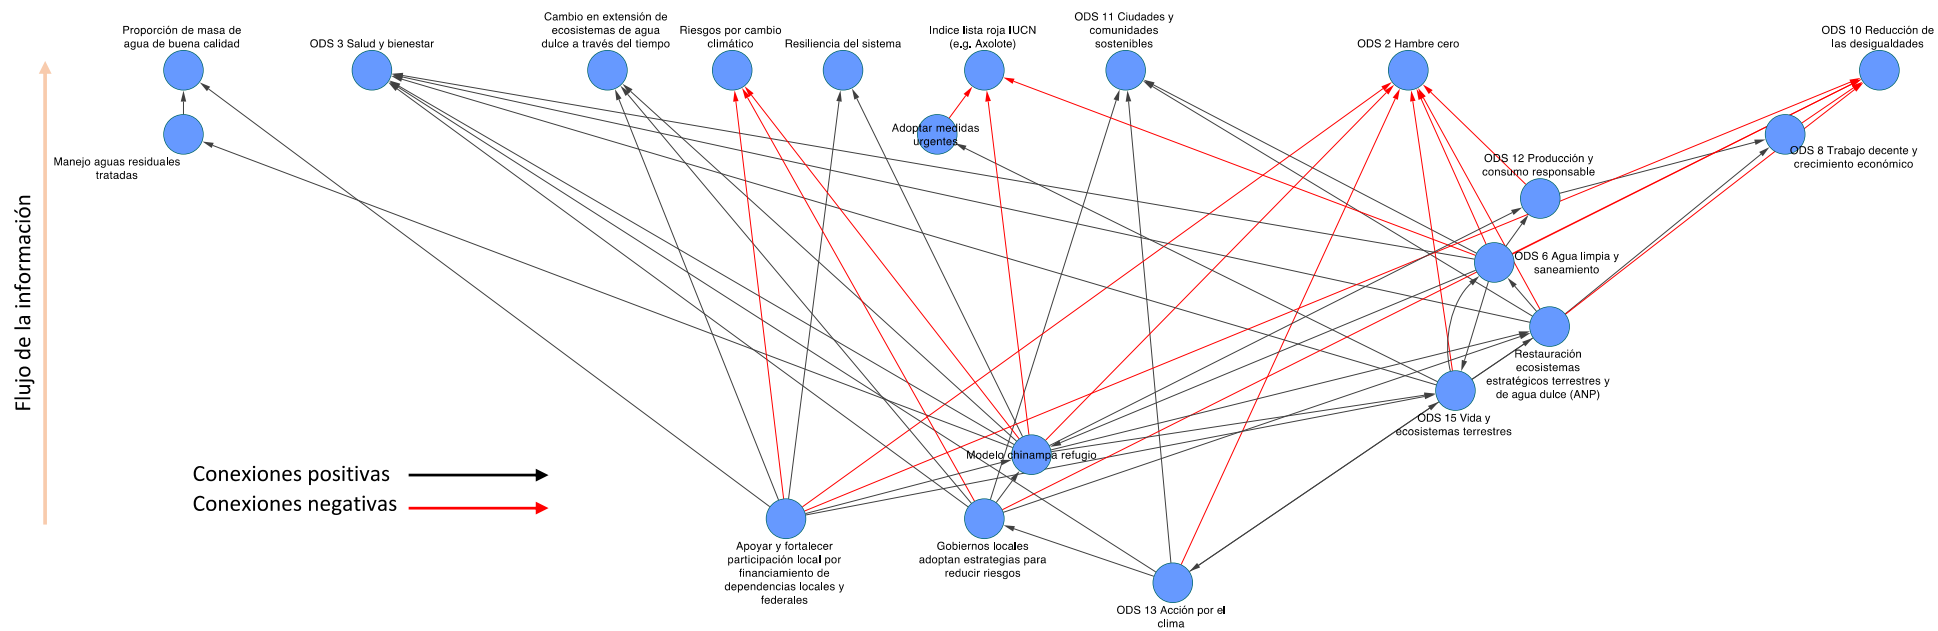 Proporción de masa de
agua de buena calidad
ODS 3 Salud y bienestar
Cambio en extensión de
ecosistemas de agua
dulce a través del tiempo
Riesgos por cambio
climático
Resiliencia del sistema
Indice lista roja IUCN
(e.g. Axolote)
ODS 11 Ciudades y
comunidades
sostenibles
ODS 2 Hambre cero
ODS 10 Reducción de
las desigualdades
Manejo aguas residuales
tratadas
Adoptar medidas
urgentes
ODS 8 Trabajo decente y
crecimiento económico
ODS 12 Producción y
consumo responsable
ODS 6 Agua limpia y
saneamiento
Restauración
ecosistemas
estratégicos terrestres y
de agua dulce (ANP)
ODS 15 Vida y
ecosistemas terrestres
Modelo chinampa refugio
Apoyar y fortalecer
participación local por
financiamiento de
dependencias locales y
federales
Gobiernos locales
adoptan estrategias para
reducir riesgos
ODS 13 Acción por el
clima
Flujo de la información
Conexiones positivas
Conexiones negativas